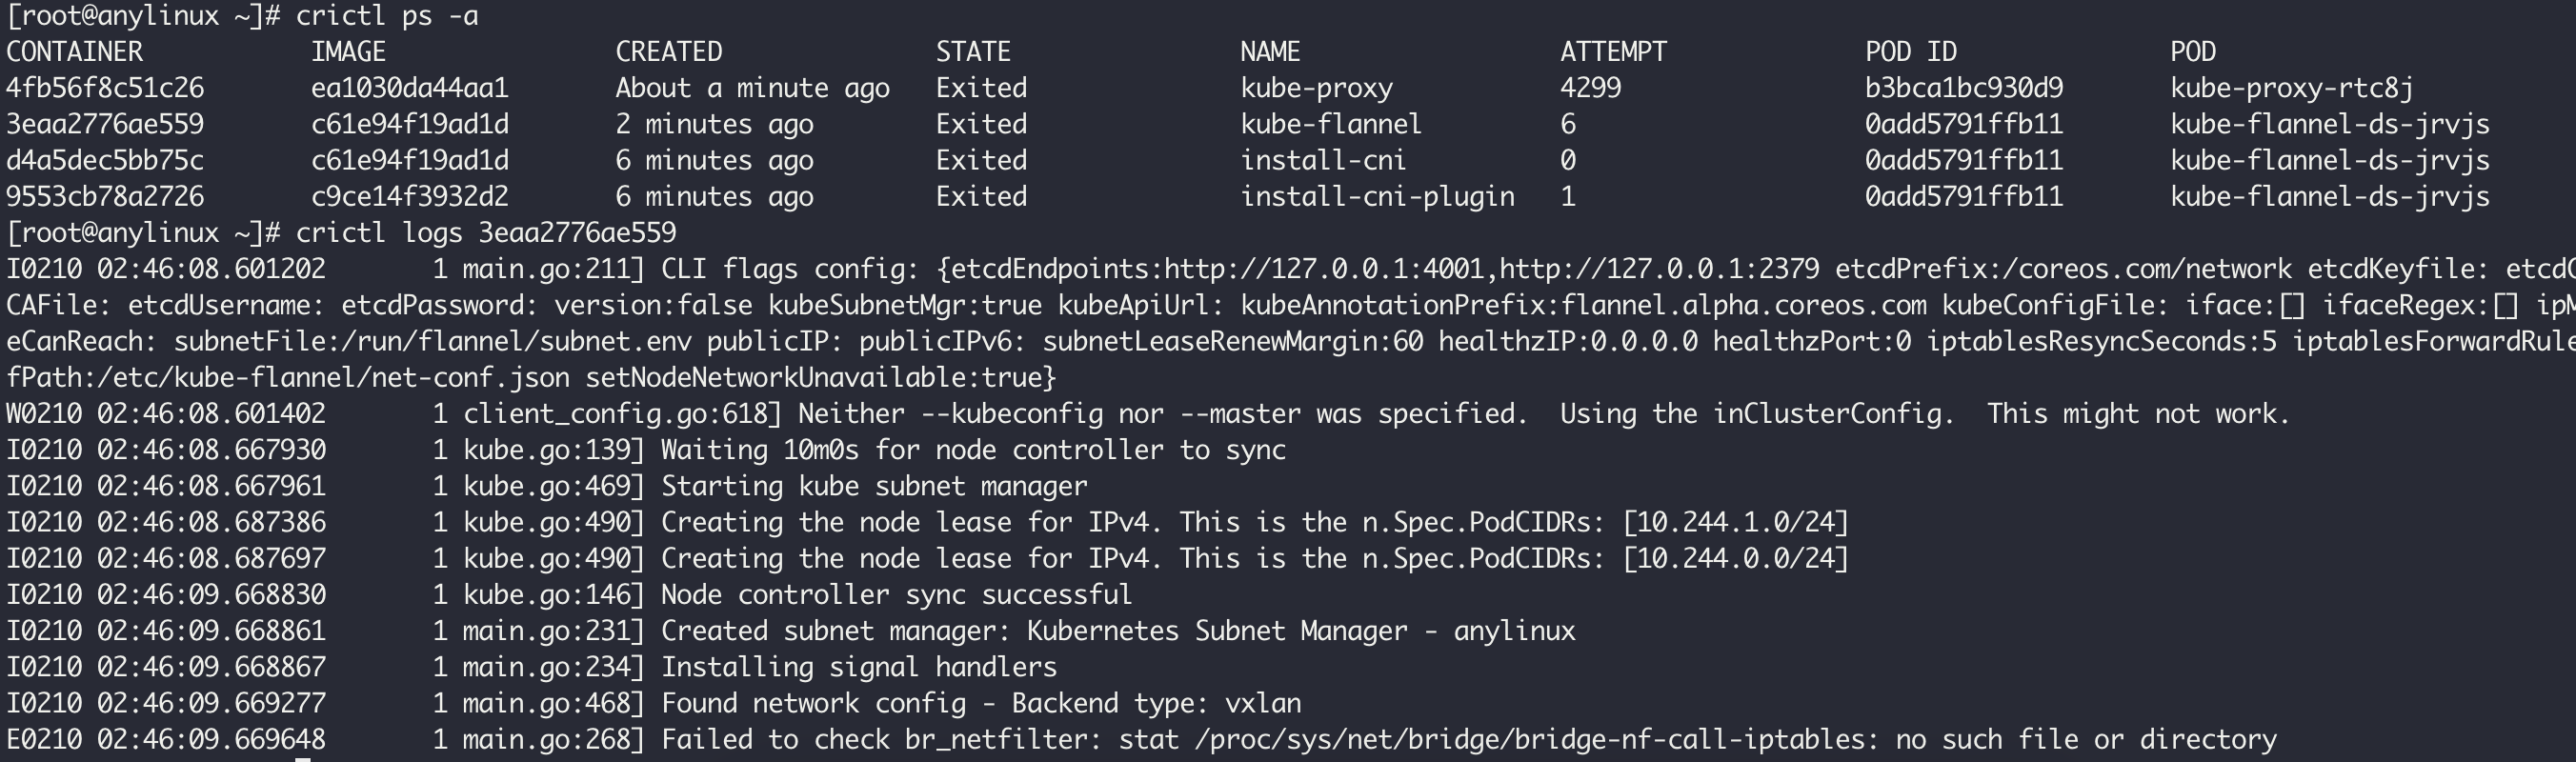 [root@anylinux ~]# crictl ps -a
CONTAINER IMAGE CREATED STATE NAME ATTEMPT POD ID POD
4fb56f8c51c26 ea1030da44aa1 About a minute ago Exited kube-proxy 4299 b3bca1bc930d9 kube-proxy-rtc8j
3eaa2776ae559 c61e94f19ad1d 2 minutes ago Exited kube-flannel 6 0add5791ffb11 kube-flannel-ds-jrvjs
d4a5dec5bb75c c61e94f19ad1d 6 minutes ago Exited install-cni 0 0add5791ffb11 kube-flannel-ds-jrvjs
9553cb78a2726 c9ce14f3932d2 6 minutes ago Exited install-cni-plugin 1 0add5791ffb11 kube-flannel-ds-jrvjs
[root@anylinux ~]# crictl logs 3eaa2776ae559
I0210 02:46:08.601202 1 main.go:211] CLI flags config: {etcdEndpoints:http://127.0.0.1:4001,http://127.0.0.1:2379 etcdPrefix:/coreos.com/network etcdKeyfile: etcdC
CAFile: etcdUsername: etcdPassword: version:false kubeSubnetMgr:true kubeApiUrl: kubeAnnotationPrefix:flannel.alpha.coreos.com kubeConfigFile: iface:[] ifaceRegex:[] ipM
eCanReach: subnetFile:/run/flannel/subnet.env publicIP: publicIPv6: subnetLeaseRenewMargin:60 healthzIP:0.0.0.0 healthzPort:0 iptablesResyncSeconds:5 iptablesForwardRule
fPath:/etc/kube-flannel/net-conf.json setNodeNetworkUnavailable:true}
W0210 02:46:08.601402 1 client_config.go:618] Neither --kubeconfig nor --master was specified.  Using the inClusterConfig.  This might not work.
I0210 02:46:08.667930 1 kube.go:139] Waiting 10m0s for node controller to sync
I0210 02:46:08.667961 1 kube.go:469] Starting kube subnet manager
I0210 02:46:08.687386 1 kube.go:490] Creating the node lease for IPv4. This is the n.Spec.PodCIDRs: [10.244.1.0/24]
I0210 02:46:08.687697 1 kube.go:490] Creating the node lease for IPv4. This is the n.Spec.PodCIDRs: [10.244.0.0/24]
I0210 02:46:09.668830 1 kube.go:146] Node controller sync successful
I0210 02:46:09.668861 1 main.go:231] Created subnet manager: Kubernetes Subnet Manager - anylinux
I0210 02:46:09.668867 1 main.go:234] Installing signal handlers
I0210 02:46:09.669277 1 main.go:468] Found network config - Backend type: vxlan
E0210 02:46:09.669648 1 main.go:268] Failed to check br_netfilter: stat /proc/sys/net/bridge/bridge-nf-call-iptables: no such file or directory